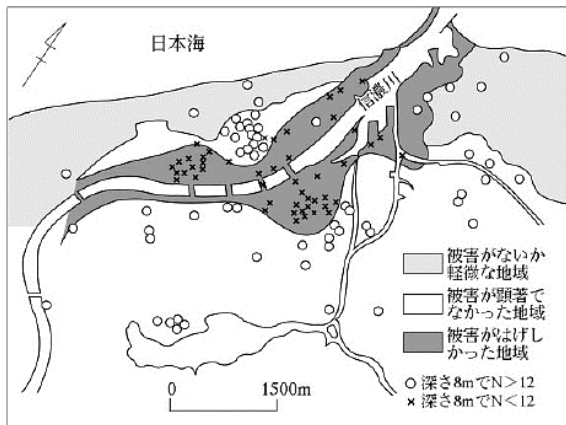 日本海
信濃川
被害がないか
軽微な地域
被害が顕著で
なかった地域
被害がはげし
かった地域
深さ8mでN＞12
深さ8mでN＜12
0 1500m